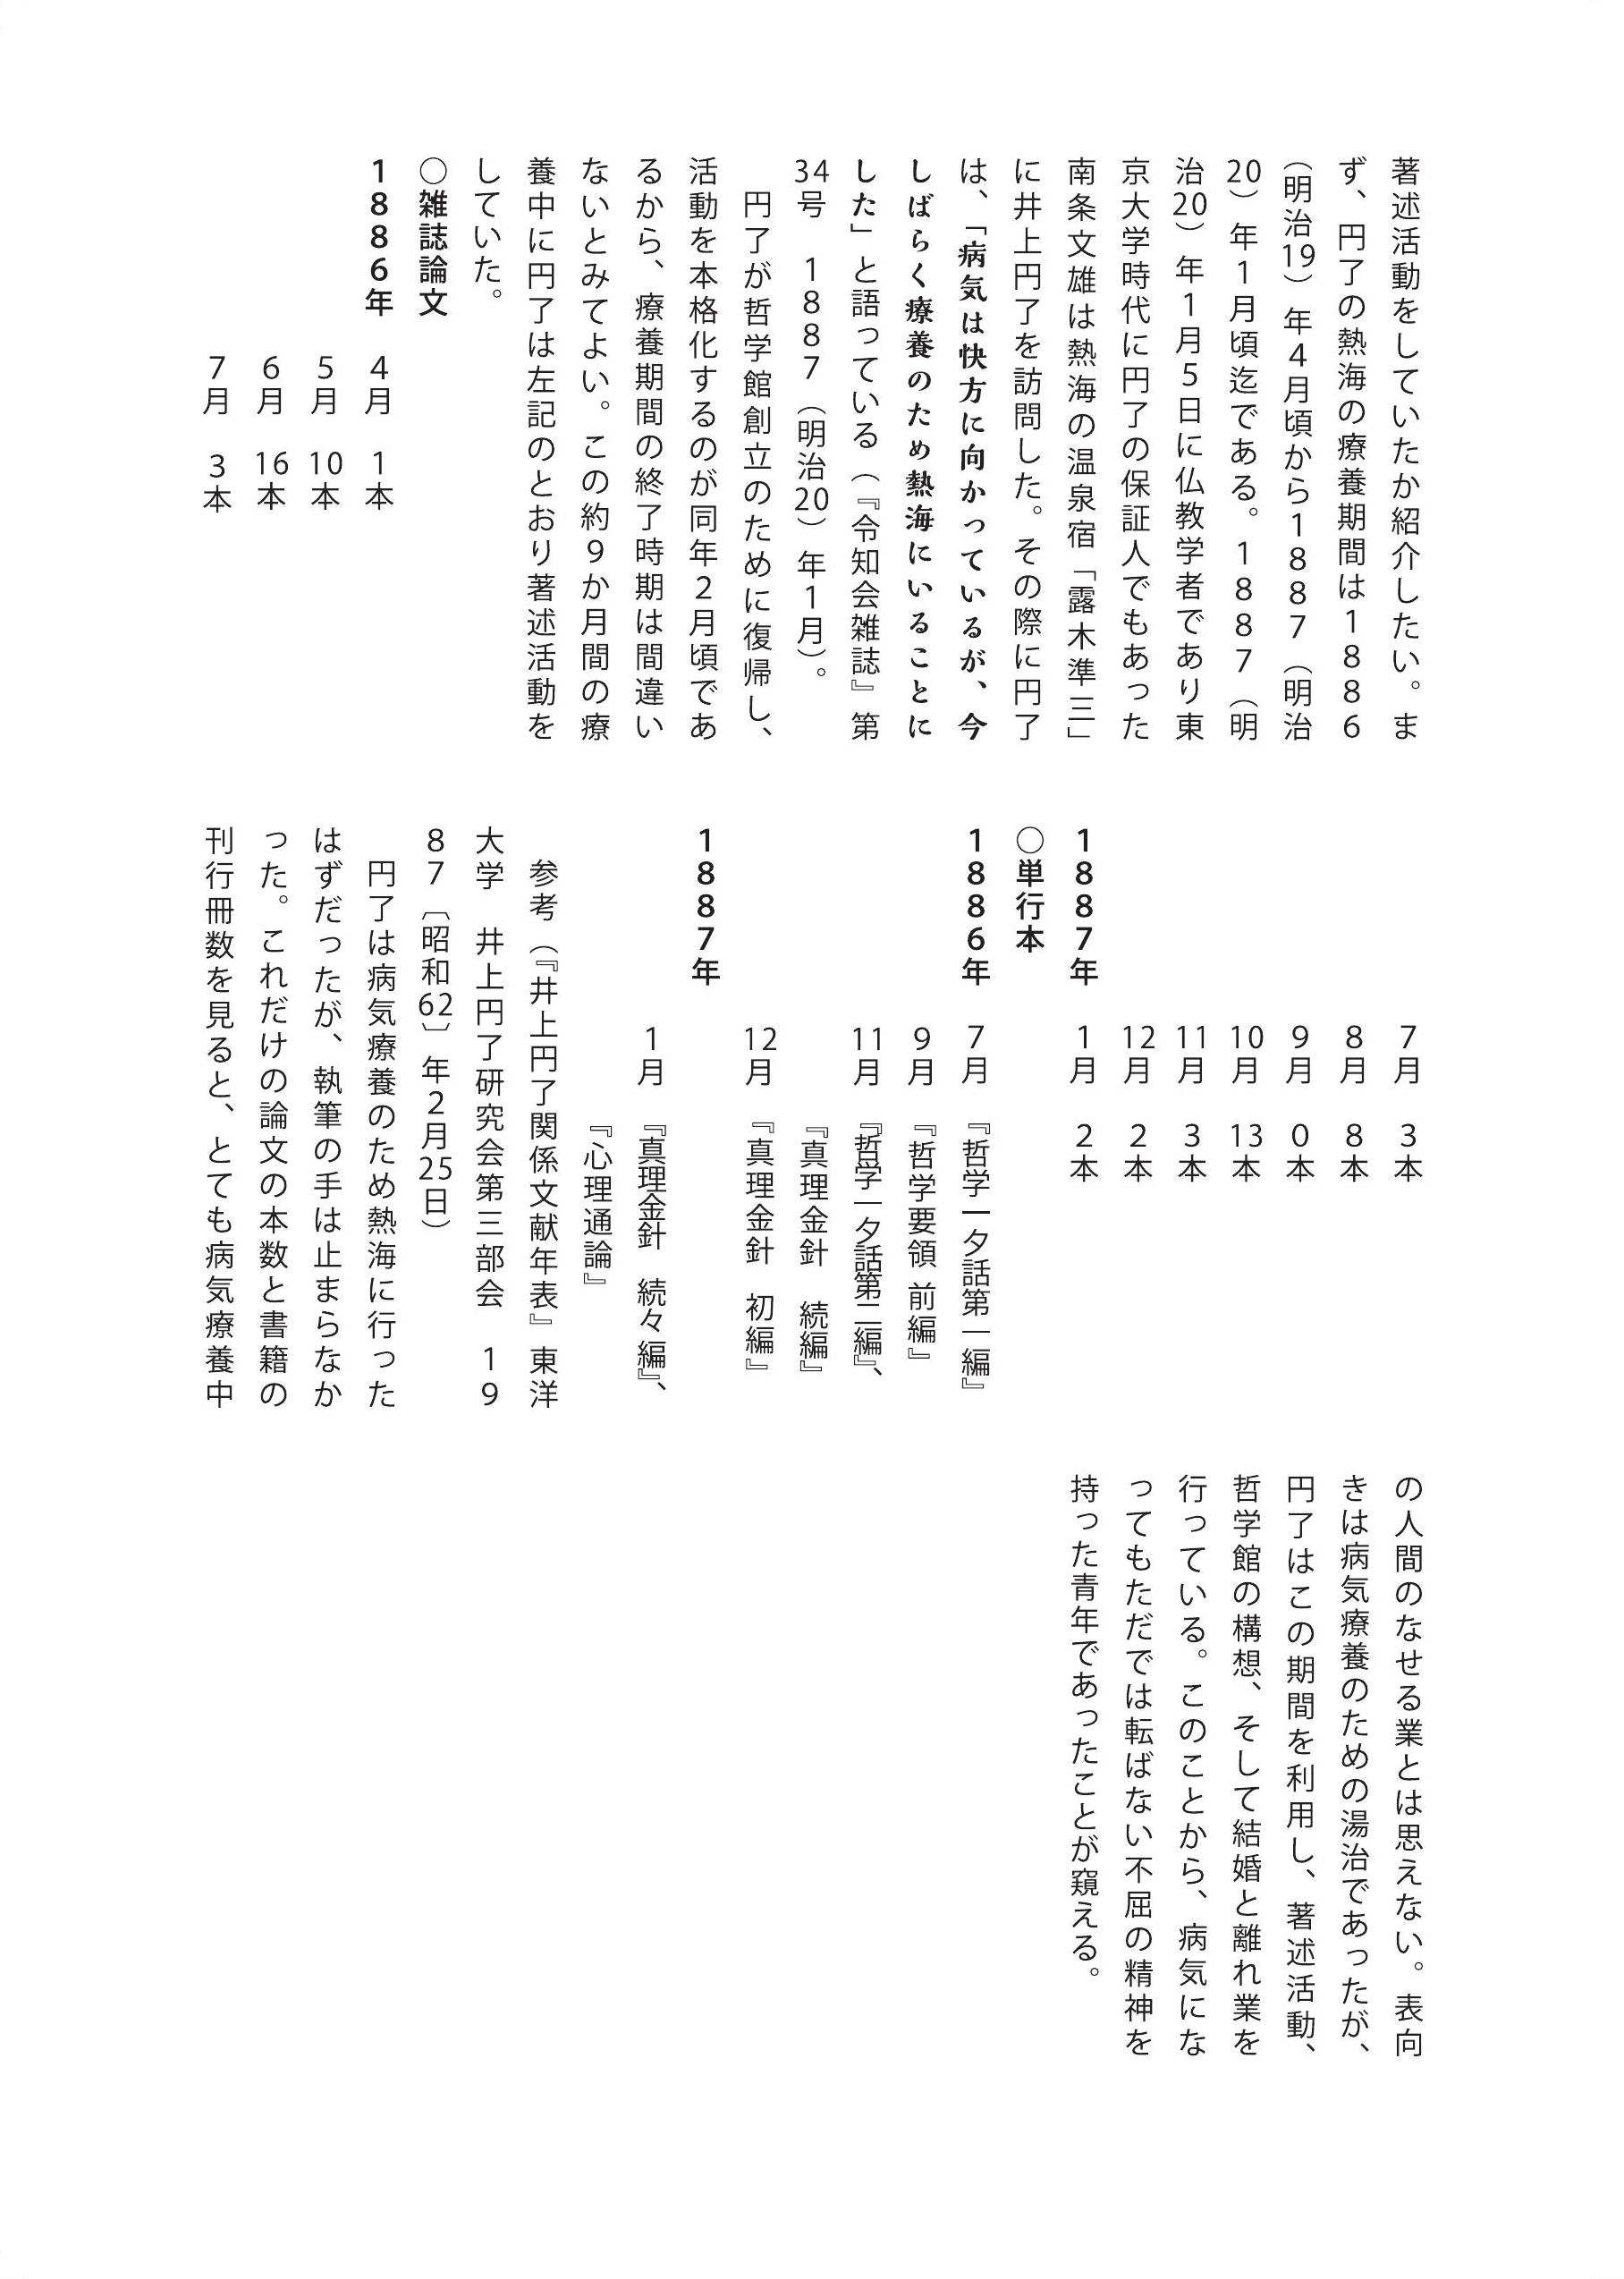 著述活動をしていたか紹介したい。ま
ず、円了の熱海の療養期間は１８８６
（明治19）年４月頃から１８８７（明治
20）年１月頃迄である。１８８７（明
治20）年１月５日に仏教学者であり東
京大学時代に円了の保証人でもあった
南条文雄は熱海の温泉宿「露木準三」
に井上円了を訪問した。その際に円了
は、「病気は快方に向かっているが、今
しばらく療養のため熱海にいることに
した」と語っている（『令知会雑誌』第
34号　１８８７（明治20）年１月）。
　円了が哲学館創立のために復帰し、
活動を本格化するのが同年２月頃であ
るから、療養期間の終了時期は間違い
ないとみてよい。この約９か月間の療
養中に円了は左記のとおり著述活動を
していた。
○雑誌論文
１８８６年　４月　１本
５月　10本
６月　16本
７月　３本
７月　３本
８月　８本
９月　０本
10月　13本
11月　３本
12月　２本
１８８７年　１月　２本
○単行本
１８８６年　７月　『哲学一夕話第一編』
９月　『哲学要領 前編』
11月　『哲学一夕話第二編』、
『真理金針　続編』
12月　『真理金針　初編』
１８８７年
１月　『真理金針　続々編』、
『心理通論』
　参考（『井上円了関係文献年表』東洋
大学　井上円了研究会第三部会　１９
８７〔昭和62〕年２月25日）
　円了は病気療養のため熱海に行った
はずだったが、執筆の手は止まらなか
った。これだけの論文の本数と書籍の
刊行冊数を見ると、とても病気療養中
の人間のなせる業とは思えない。表向
きは病気療養のための湯治であったが、
円了はこの期間を利用し、著述活動、
哲学館の構想、そして結婚と離れ業を
行っている。このことから、病気にな
ってもただでは転ばない不屈の精神を
持った青年であったことが窺える。